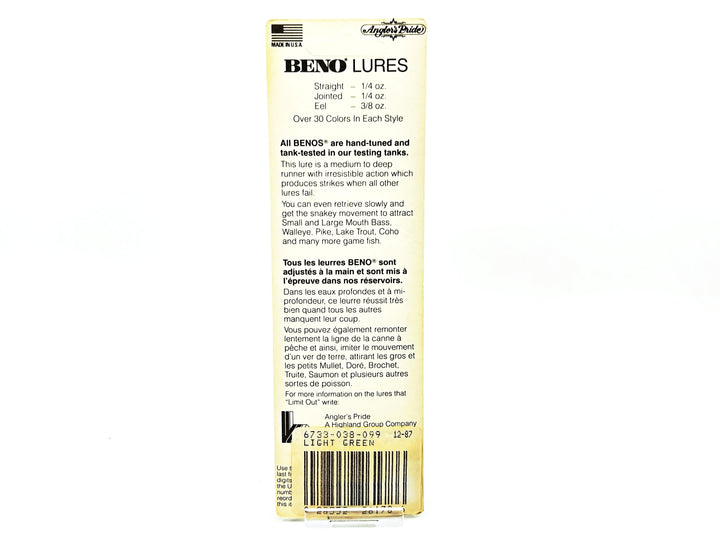 MADE IN U.S.A.
Angler's Pride
BENO® LURES
Straight – 1/4 oz.
Jointed – 1/4 oz.
Eel – 3/8 oz.
Over 30 Colors In Each Style
All BENOS® are hand-tuned and
tank-tested in our testing tanks.
This lure is a medium to deep
runner with irresistible action which
produces strikes when all other
lures fail.
You can even retrieve slowly and
get the snakey movement to attract
Small and Large Mouth Bass,
Walleye, Pike, Lake Trout, Coho
and many more game fish.
Tous les leurres BENO® sont
adjustés à la main et sont mis à
l'épreuve dans nos réservoirs.
Dans les eaux profondes et à mi-
profondeur, ce leurre réussit très
bien quand tous les autres
manquent leur coup.
Vous pouvez également remonter
lentement la ligne de la canne à
pêche et ainsi, imiter le mouvement
d'un ver de terre, attirant les gros et
les petits Mullet, Doré, Brochet,
Truite, Saumon et plusieurs autres
sortes de poisson.
For more information on the lures that
"Limit Out" write:
Angler's Pride
A Highland Group Company
6733-038-099 12-87
LIGHT GREEN
Use
last
digits
the U
numb
reord
this